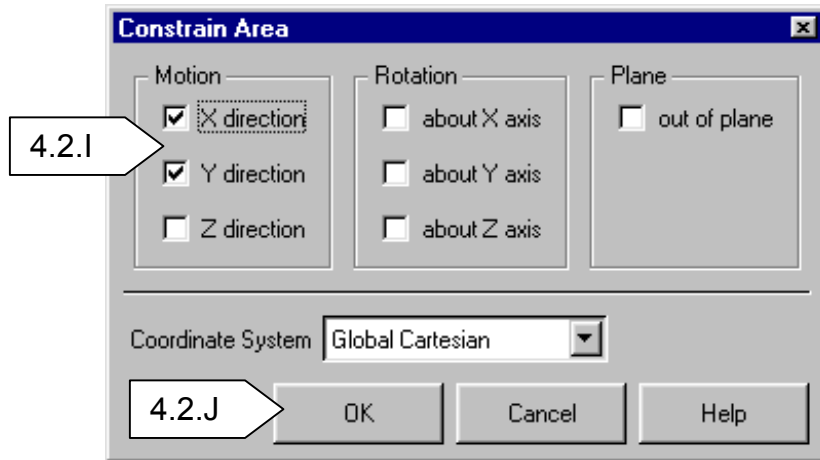 Constrain Area
Motion
X direction
Y direction
Z direction
Rotation
about X axis
about Y axis
about Z axis
Plane
out of plane
4.2.I
Coordinate System Global Cartesian
4.2.J
OK Cancel Help